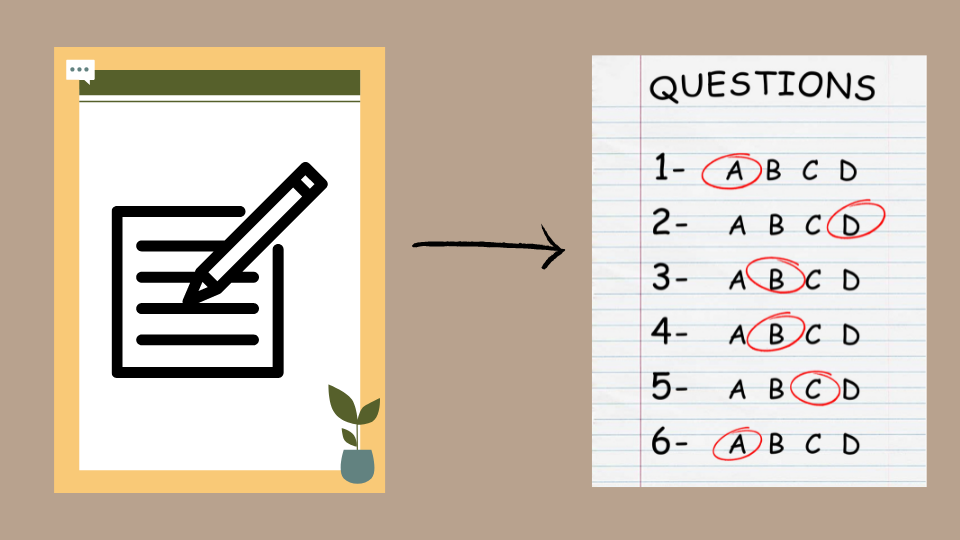 QUESTIONS
1- A B C D
2- A B C D
3- A B C D
4- A B C D
5- A B C D
6- A B C D